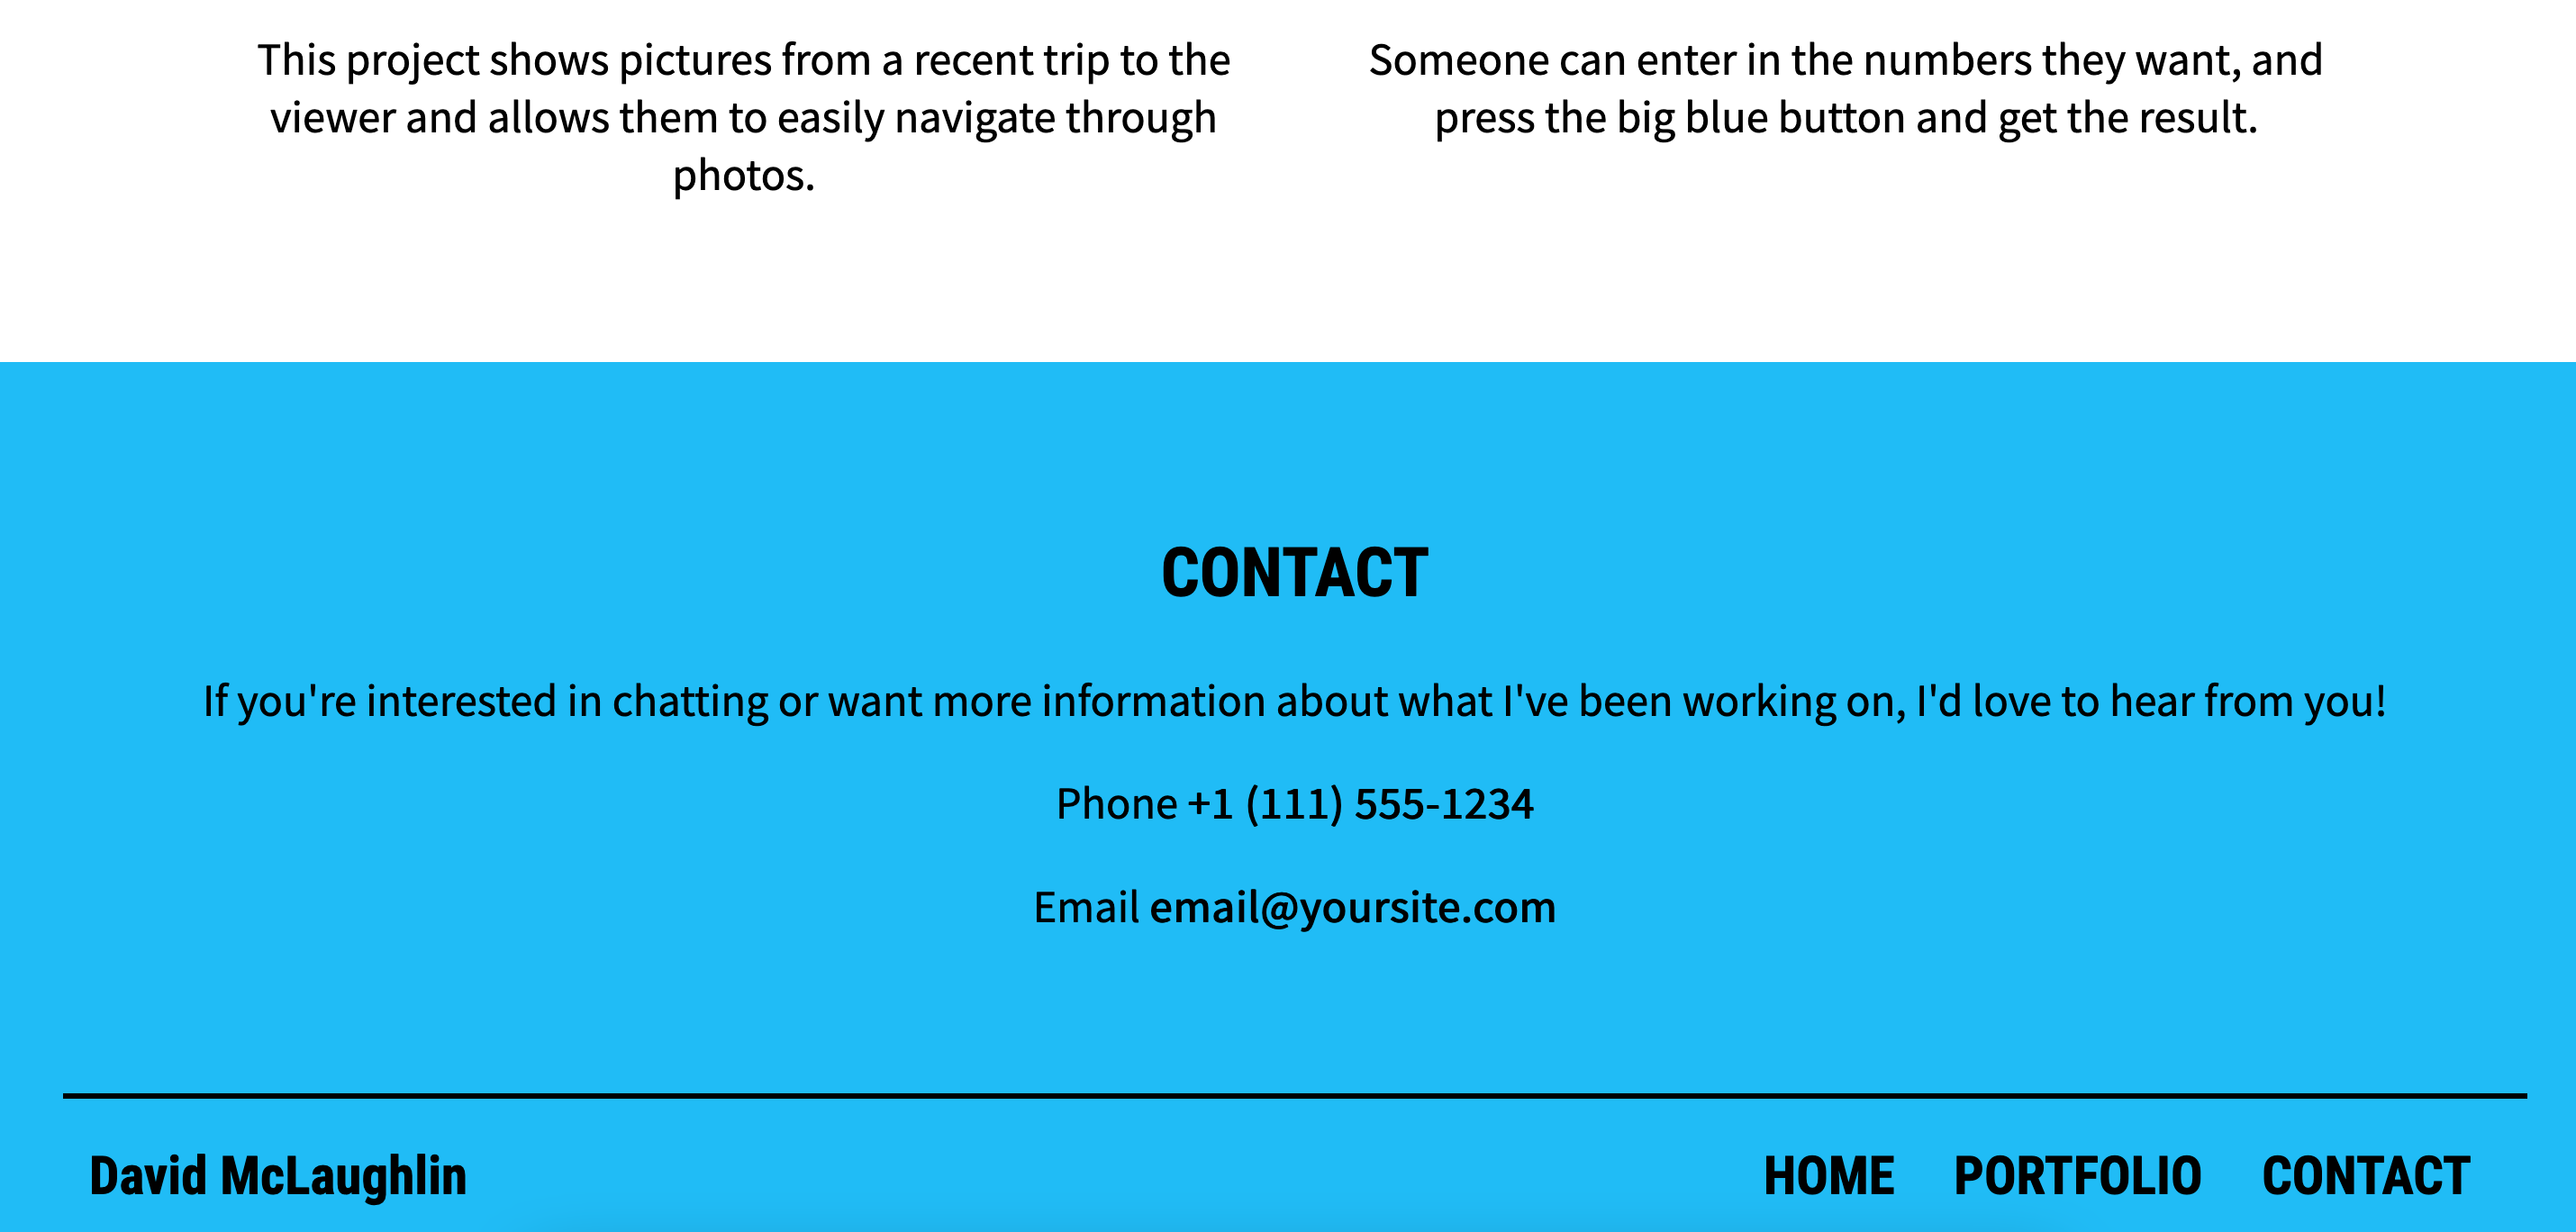 This project shows pictures from a recent trip to the
viewer and allows them to easily navigate through
photos.
Someone can enter in the numbers they want, and
press the big blue button and get the result.
CONTACT
If you're interested in chatting or want more information about what I've been working on, I'd love to hear from you!
Phone +1 (111) 555-1234
Email email@yoursite.com
David McLaughlin
HOME PORTFOLIO CONTACT